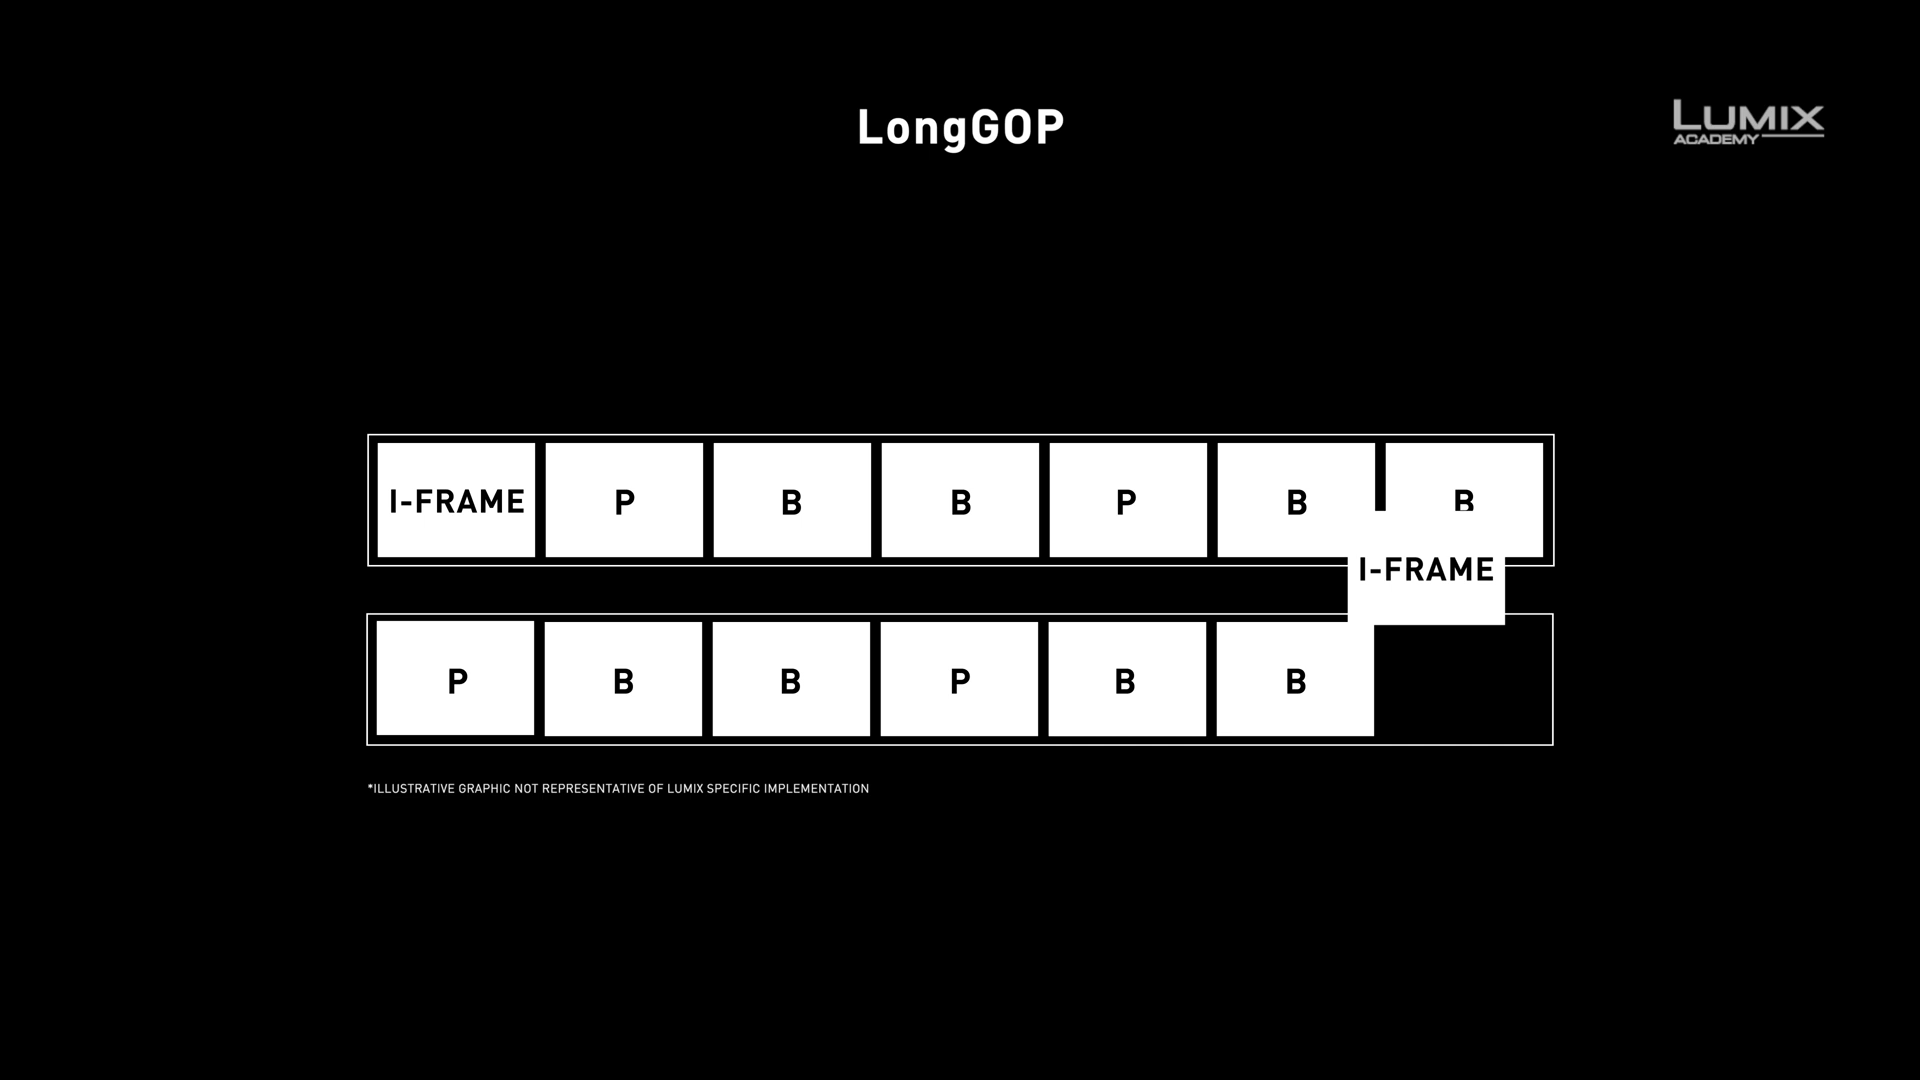 LongGOP
LUMIX
ACADEMY
I-FRAME P B B P B B
I-FRAME
P B B P B B
*ILLUSTRATIVE GRAPHIC NOT REPRESENTATIVE OF LUMIX SPECIFIC IMPLEMENTATION